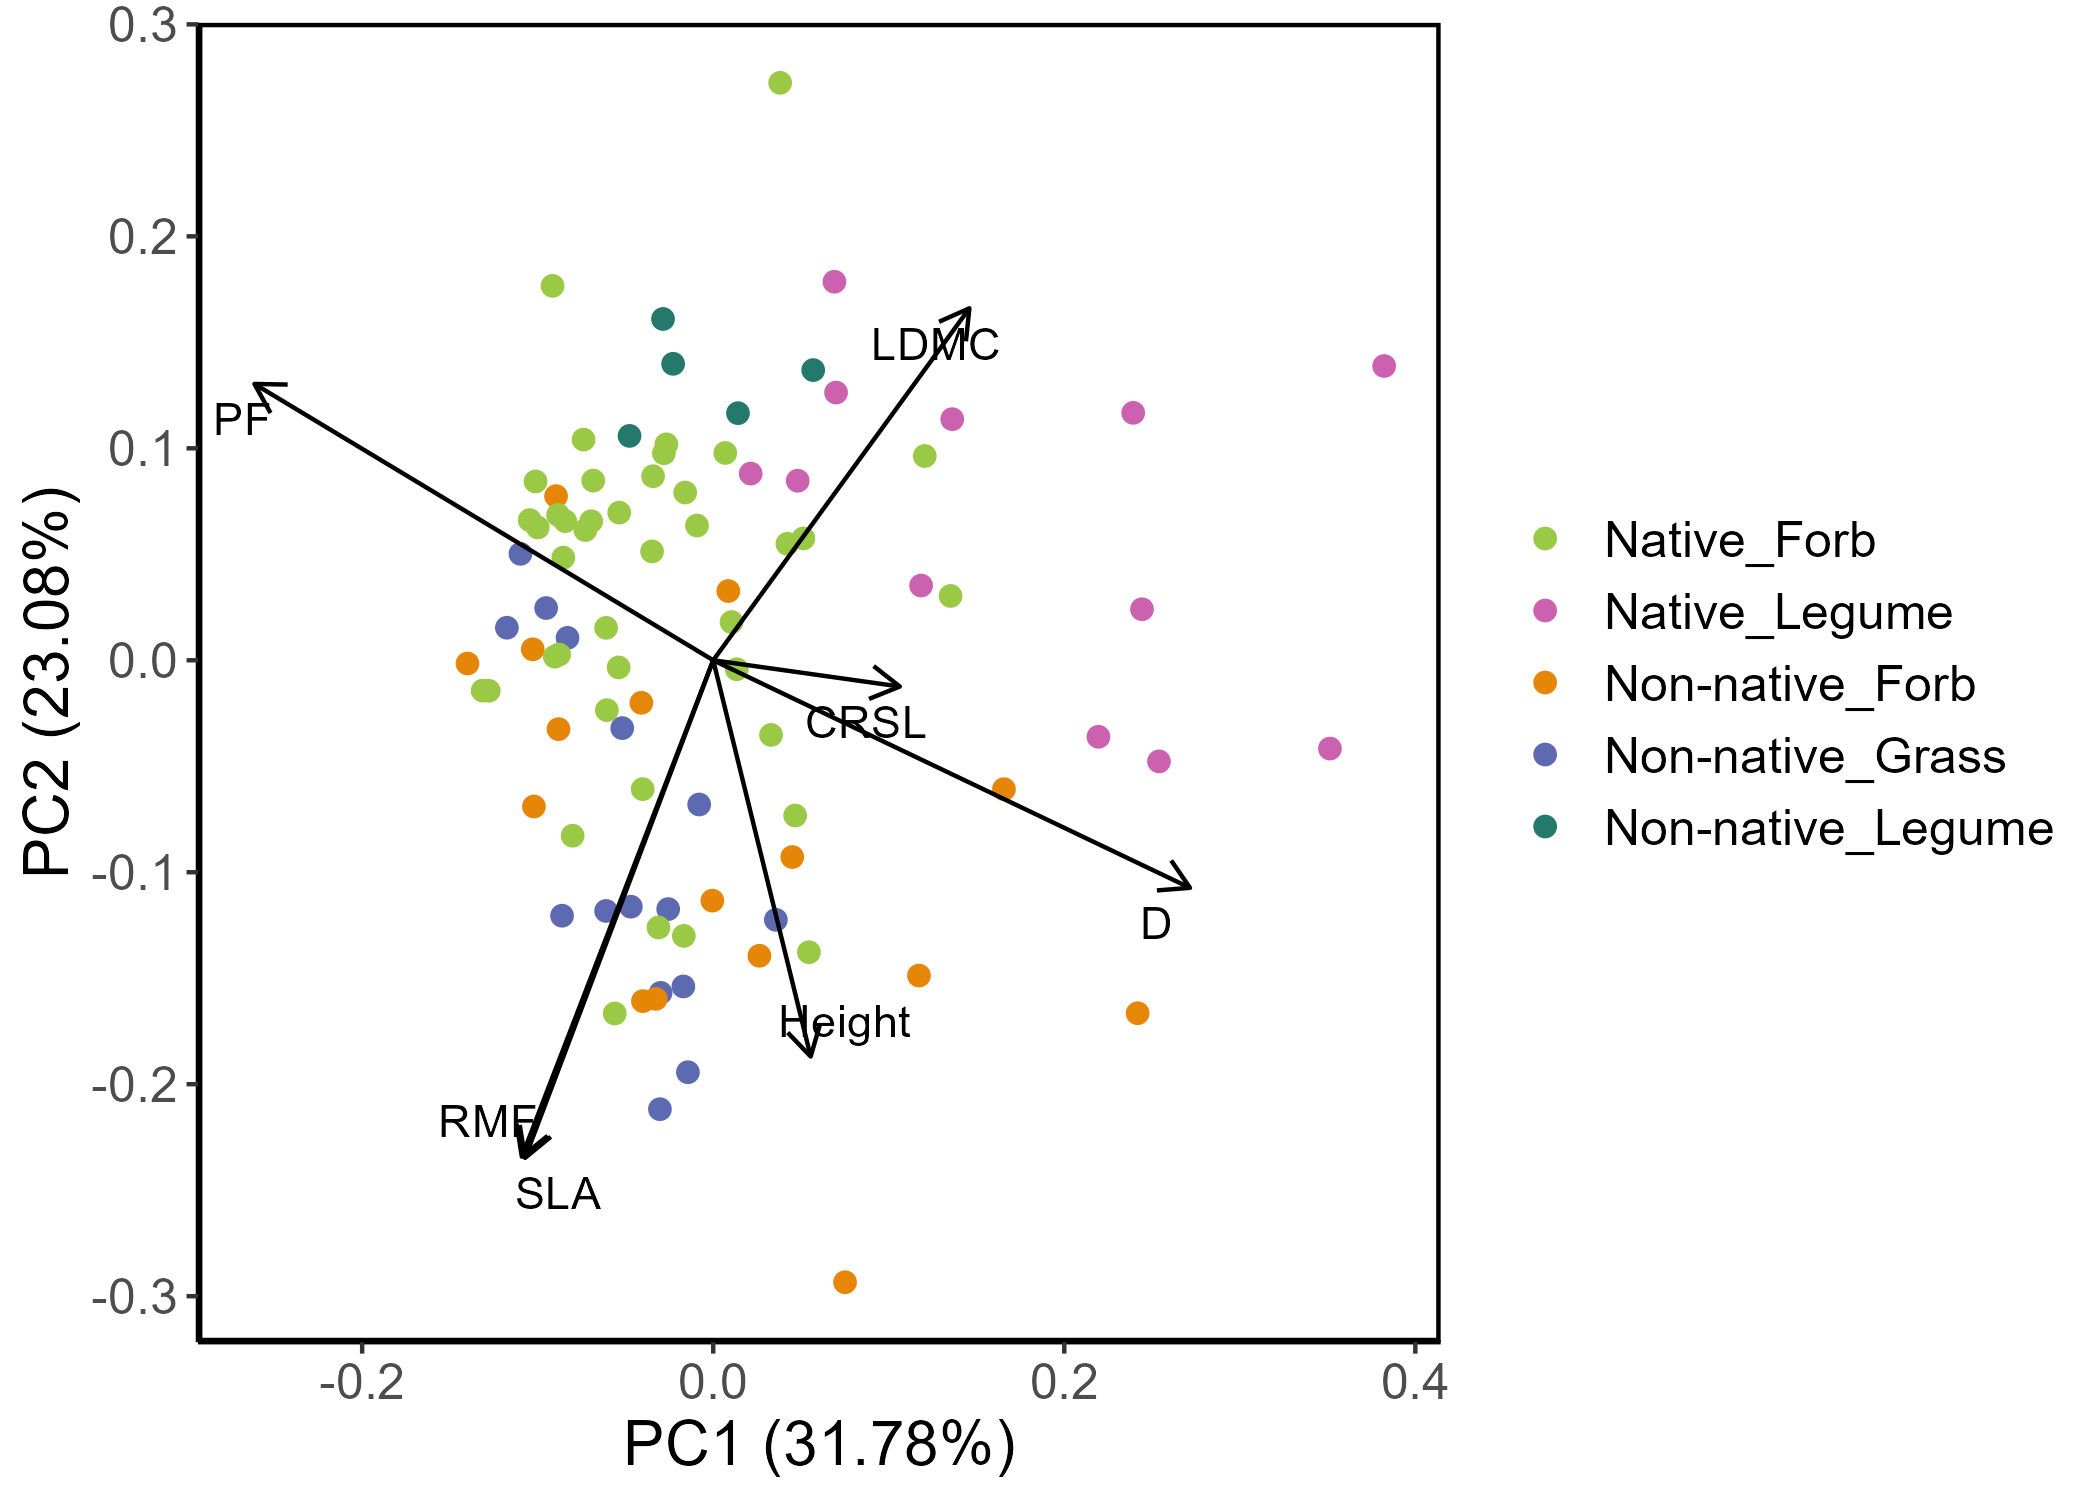 0.3
0.2
0.1
0.0
-0.1
-0.2
-0.3
PC2 (23.08%)
LDMC
PF
CRSL
D
Height
RMF
SLA
-0.2 0.0 0.2 0.4
PC1 (31.78%)
Native_Forb
Native_Legume
Non-native_Forb
Non-native_Grass
Non-native_Legume